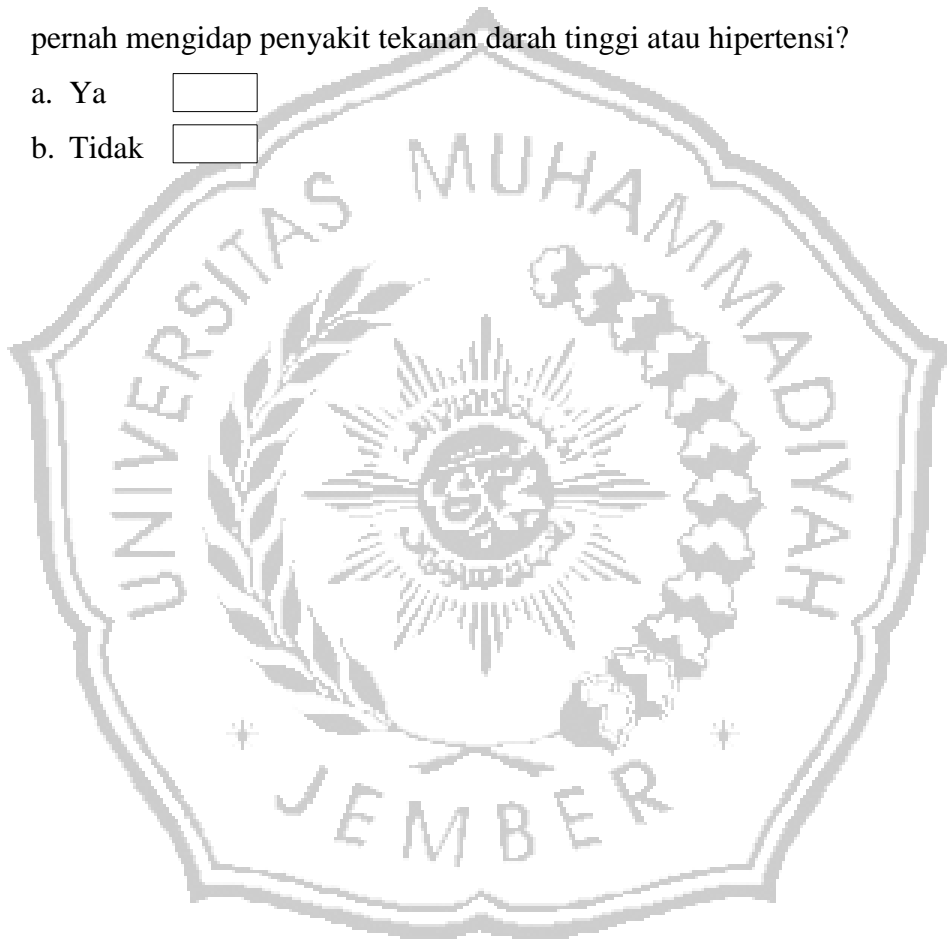 pernah mengidap penyakit tekanan darah tinggi atau hipertensi?
a. Ya
b. Tidak
UNIVERSITAS MUHAMMADIYAH
JEMBER